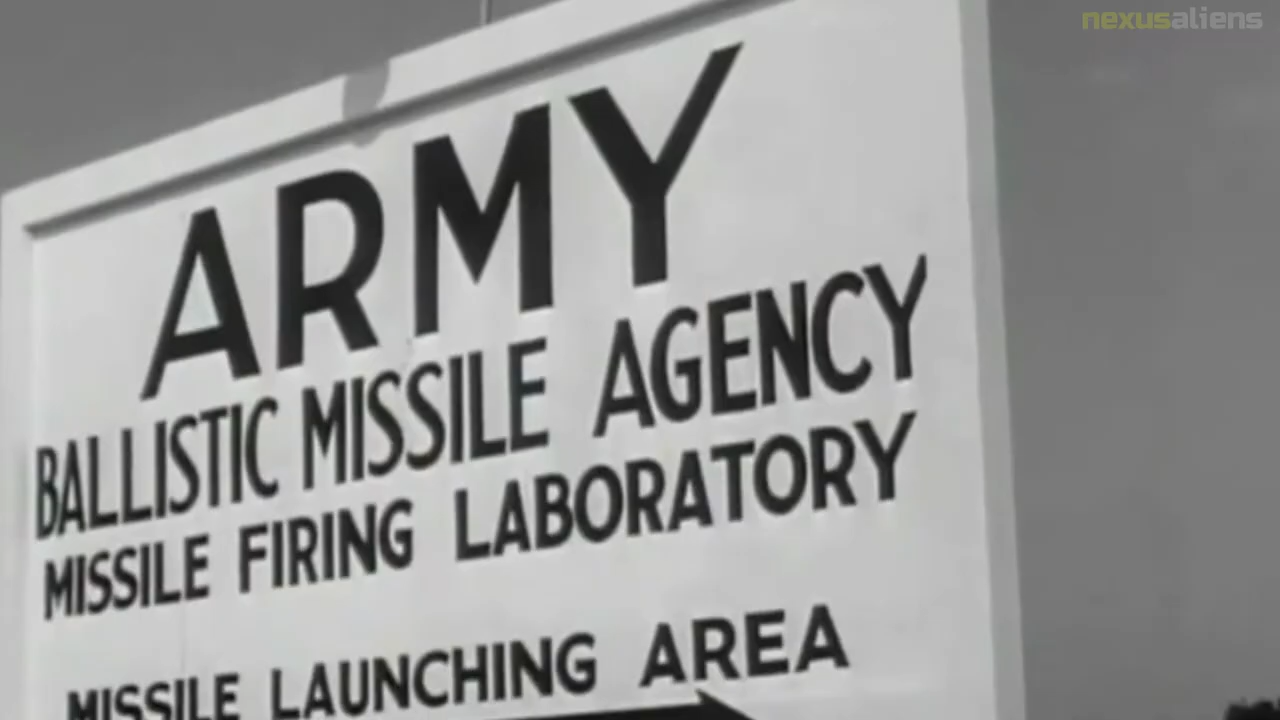 nexusaliens
ARMY
BALLISTIC MISSILE AGENCY
MISSILE FIRING LABORATORY
MISSILE LAUNCHING AREA